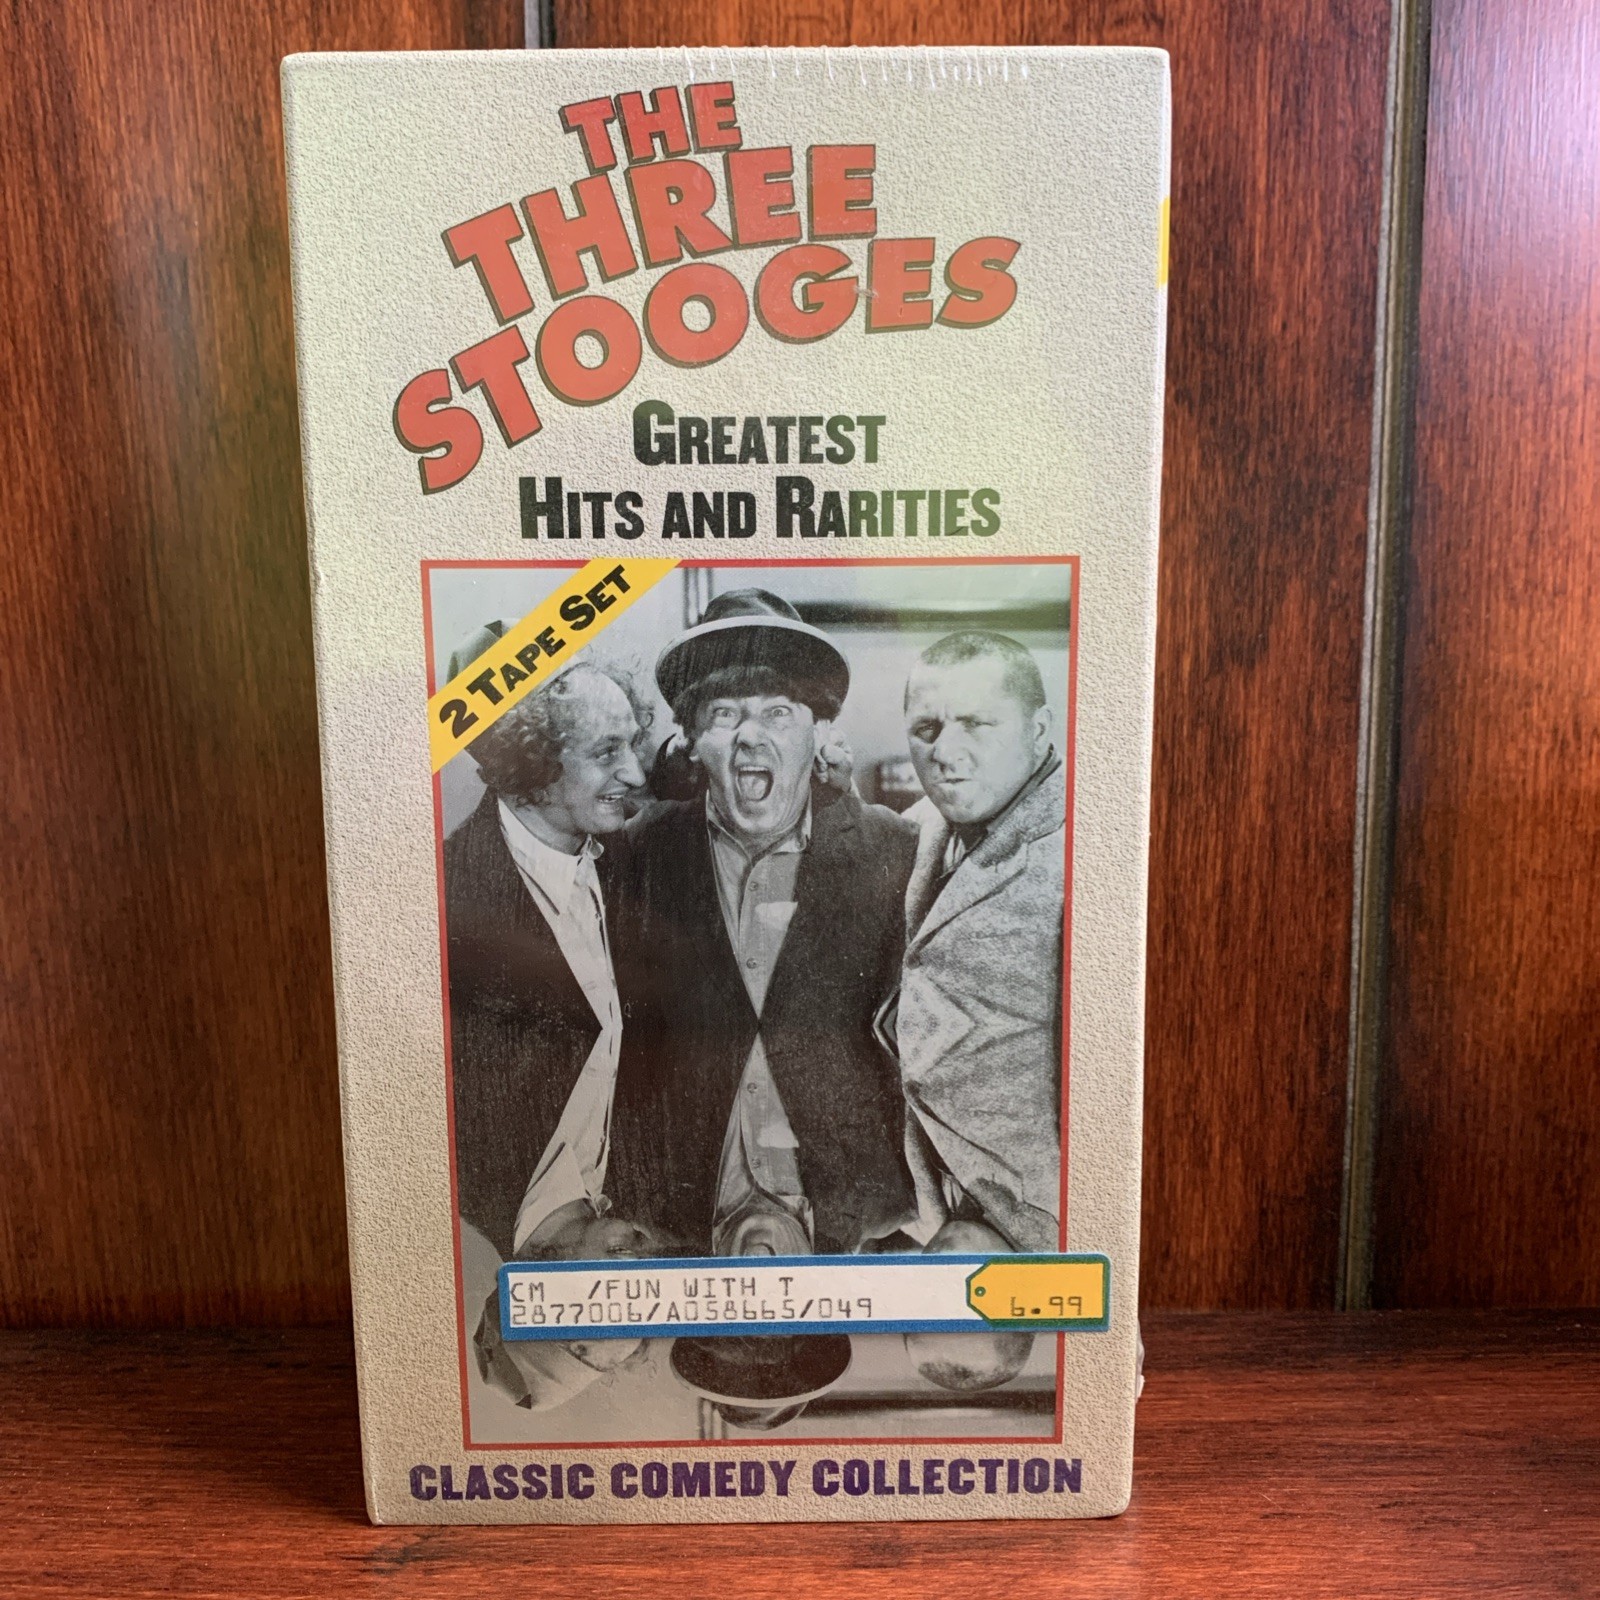 THE
THREE
STOOGES
GREATEST
HITS AND RARITIES
2 TAPE SET
CM /FUN WITH T
2877006/A058665/049
6.99
CLASSIC COMEDY COLLECTION